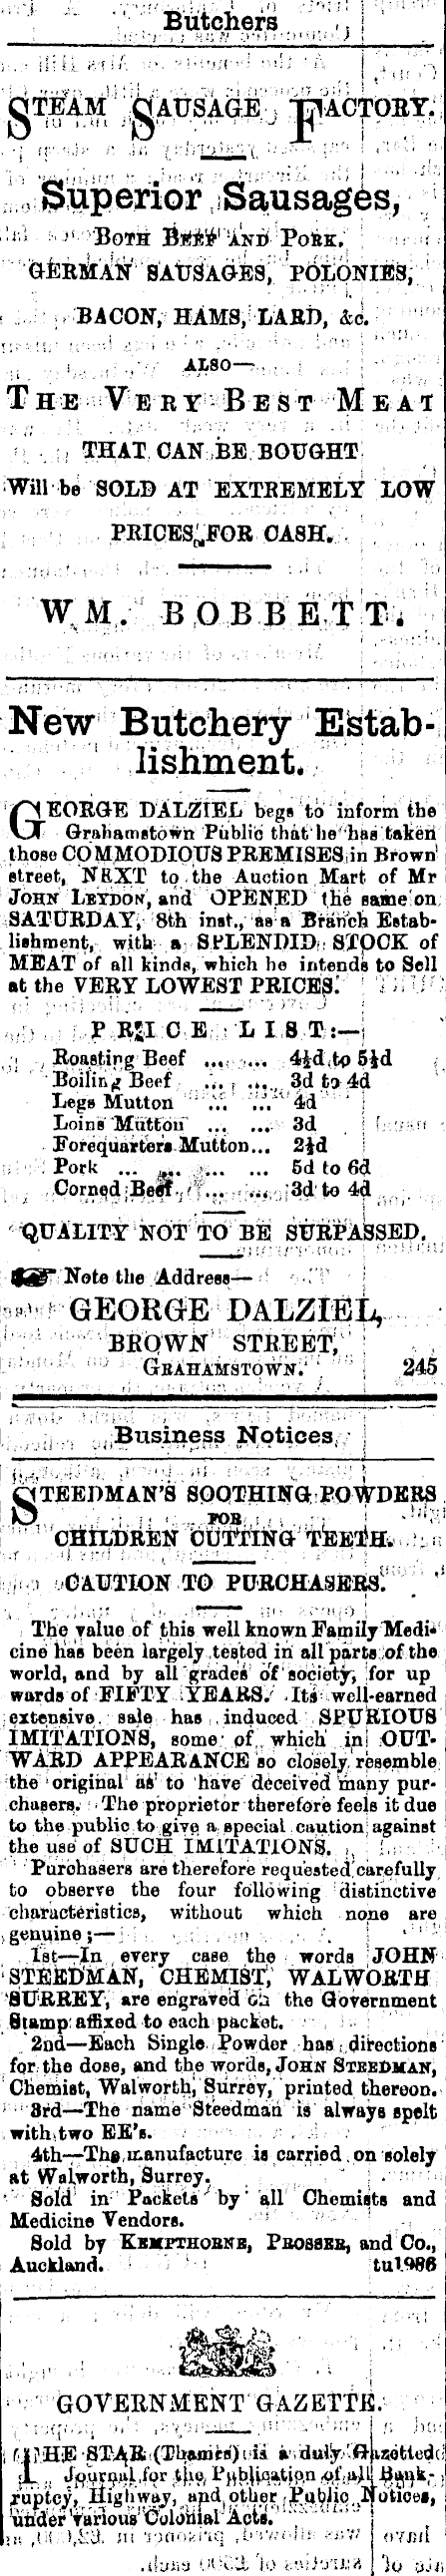 Butchers
STEAM SAUSAGE FACTORY.
Superior Sausages,
BOTH BEEF AND PORK.
GERMAN SAUSAGES, POLONIES,
BACON, HAMS, LARD, &c.
ALSO—
THE VERY BEST MEAT
THAT CAN BE BOUGHT
Will be SOLD AT EXTREMELY LOW
PRICES FOR CASH.
WM. BOBBETT.
New Butchery Estab-
lishment.
GEORGE DALZIEL begs to inform the
Grahamstown Public that he has taken
those COMMODIOUS PREMISES in Brown
street, NEXT to the Auction Mart of Mr
JOHN LEYDON, and OPENED the same on
SATURDAY, 8th inst., as a Branch Estab-
lishment, with a SPLENDID STOCK of
MEAT of all kinds, which he intends to Sell
at the VERY LOWEST PRICES.
PRICE LIST:—
Roasting Beef ... ... 4½d to 5½d
Boiling Beef ... ... 3d to 4d
Legs Mutton ... ... 4d
Loins Mutton ... ... 3d
Forequarters Mutton... 2½d
Pork ... ... ... ... 5d to 6d
Corned Beef ... ... 3d to 4d
QUALITY NOT TO BE SURPASSED.
☞ Note the Address—
GEORGE DALZIEL,
BROWN STREET,
GRAHAMSTOWN. 245
Business Notices
STEEDMAN'S SOOTHING POWDERS
FOR
CHILDREN CUTTING TEETH.
CAUTION TO PURCHASERS.
The value of this well known Family Medi-
cine has been largely tested in all parts of the
world, and by all grades of society, for up
wards of FIFTY YEARS. Its well-earned
extensive sale has induced SPURIOUS
IMITATIONS, some of which in OUT-
WARD APPEARANCE so closely resemble
the original as to have deceived many pur-
chasers. The proprietor therefore feels it due
to the public to give a special caution against
the use of SUCH IMITATIONS.
Purchasers are therefore requested carefully
to observe the four following distinctive
characteristics, without which none are
genuine;—
1st—In every case the words JOHN
STEEDMAN, CHEMIST, WALWORTH
SURREY, are engraved on the Government
Stamp affixed to each packet.
2nd—Each Single Powder has directions
for the dose, and the words, JOHN STEEDMAN,
Chemist, Walworth, Surrey, printed thereon.
3rd—The name Steedman is always spelt
with two EE's.
4th—The manufacture is carried on solely
at Walworth, Surrey.
Sold in Packets by all Chemists and
Medicine Vendors.
Sold by KEMPTHORNE, PROSSER, and Co.,
Auckland. tu1986
GOVERNMENT GAZETTE.
THE STAR (Thames) is a duly Gazetted
Journal for the Publication of all Bank-
ruptcy, Highway, and other Public Notices,
under various Colonial Acts.